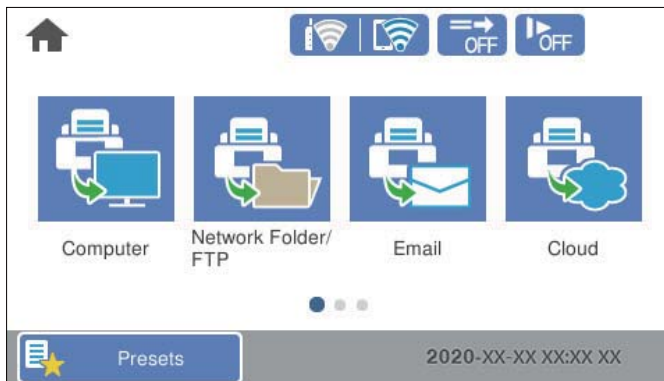 OFF
OFF
Computer
Network Folder/
FTP
Email
Cloud
Presets
2020-XX-XX XX:XX XX